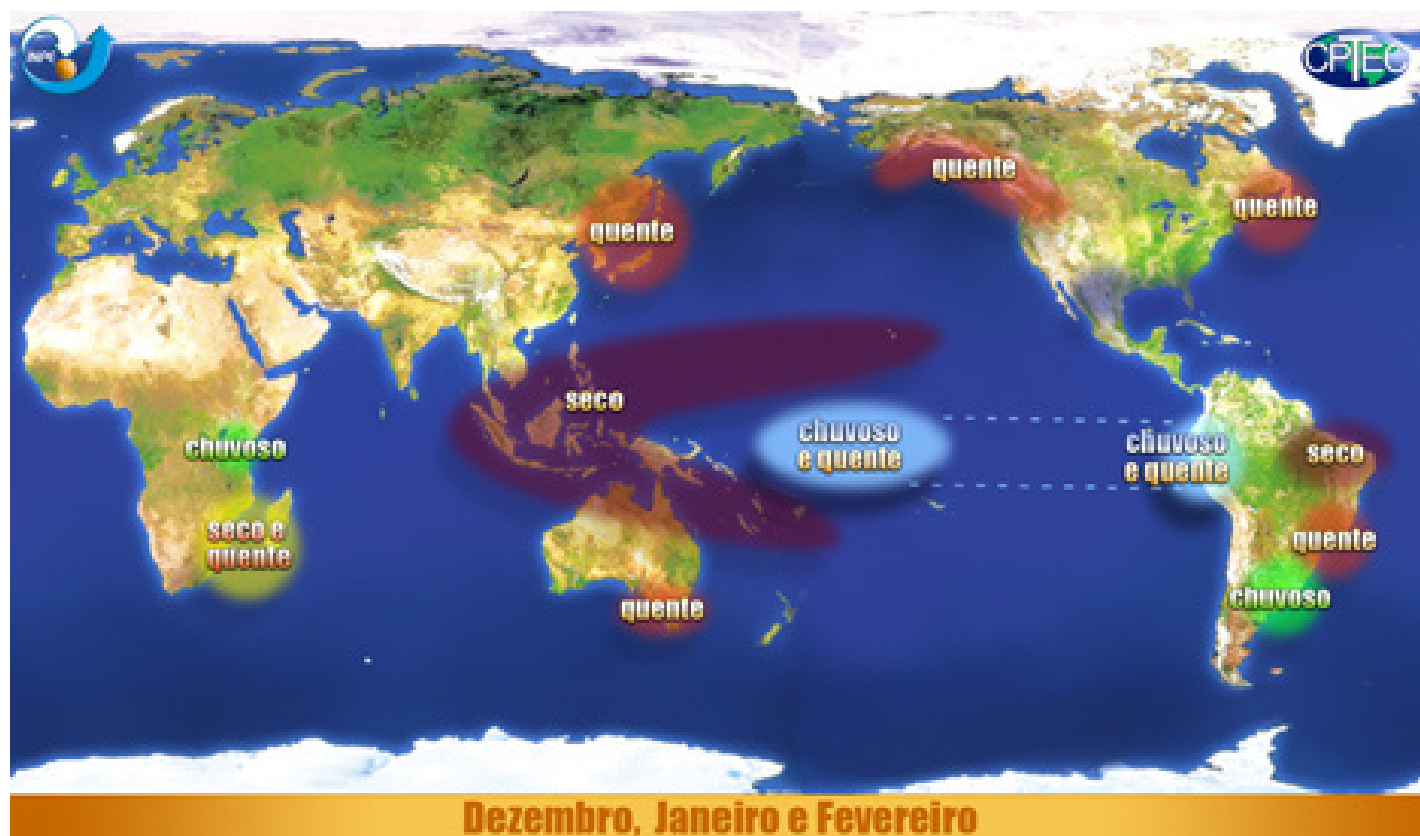 INPE
CPTEC
quente
quente
quente
seco
chuvoso
e quente
chuvoso
e quente
seco
chuvoso
seco e
quente
quente
quente
chuvoso
Dezembro, Janeiro e Fevereiro